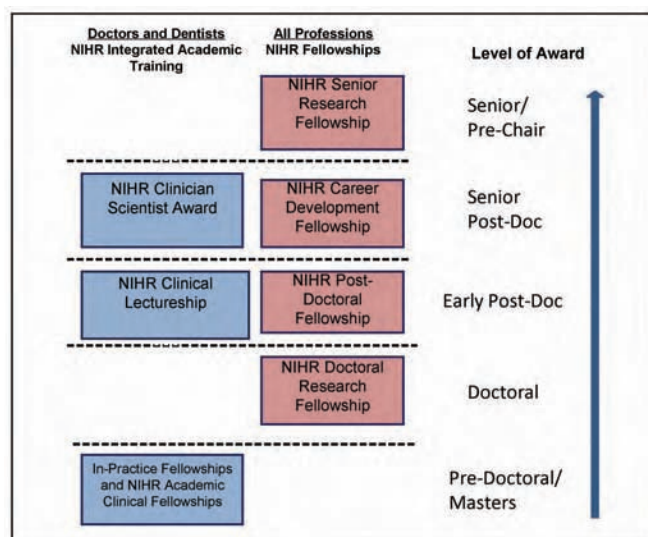 Doctors and Dentists
NIHR Integrated Academic
Training
All Professions
NIHR Fellowships
Level of Award
NIHR Senior
Research
Fellowship
Senior/
Pre-Chair
NIHR Clinician
Scientist Award
NIHR Career
Development
Fellowship
Senior
Post-Doc
NIHR Clinical
Lectureship
NIHR Post-
Doctoral
Fellowship
Early Post-Doc
NIHR Doctoral
Research
Fellowship
Doctoral
In-Practice Fellowships
and NIHR Academic
Clinical Fellowships
Pre-Doctoral/
Masters